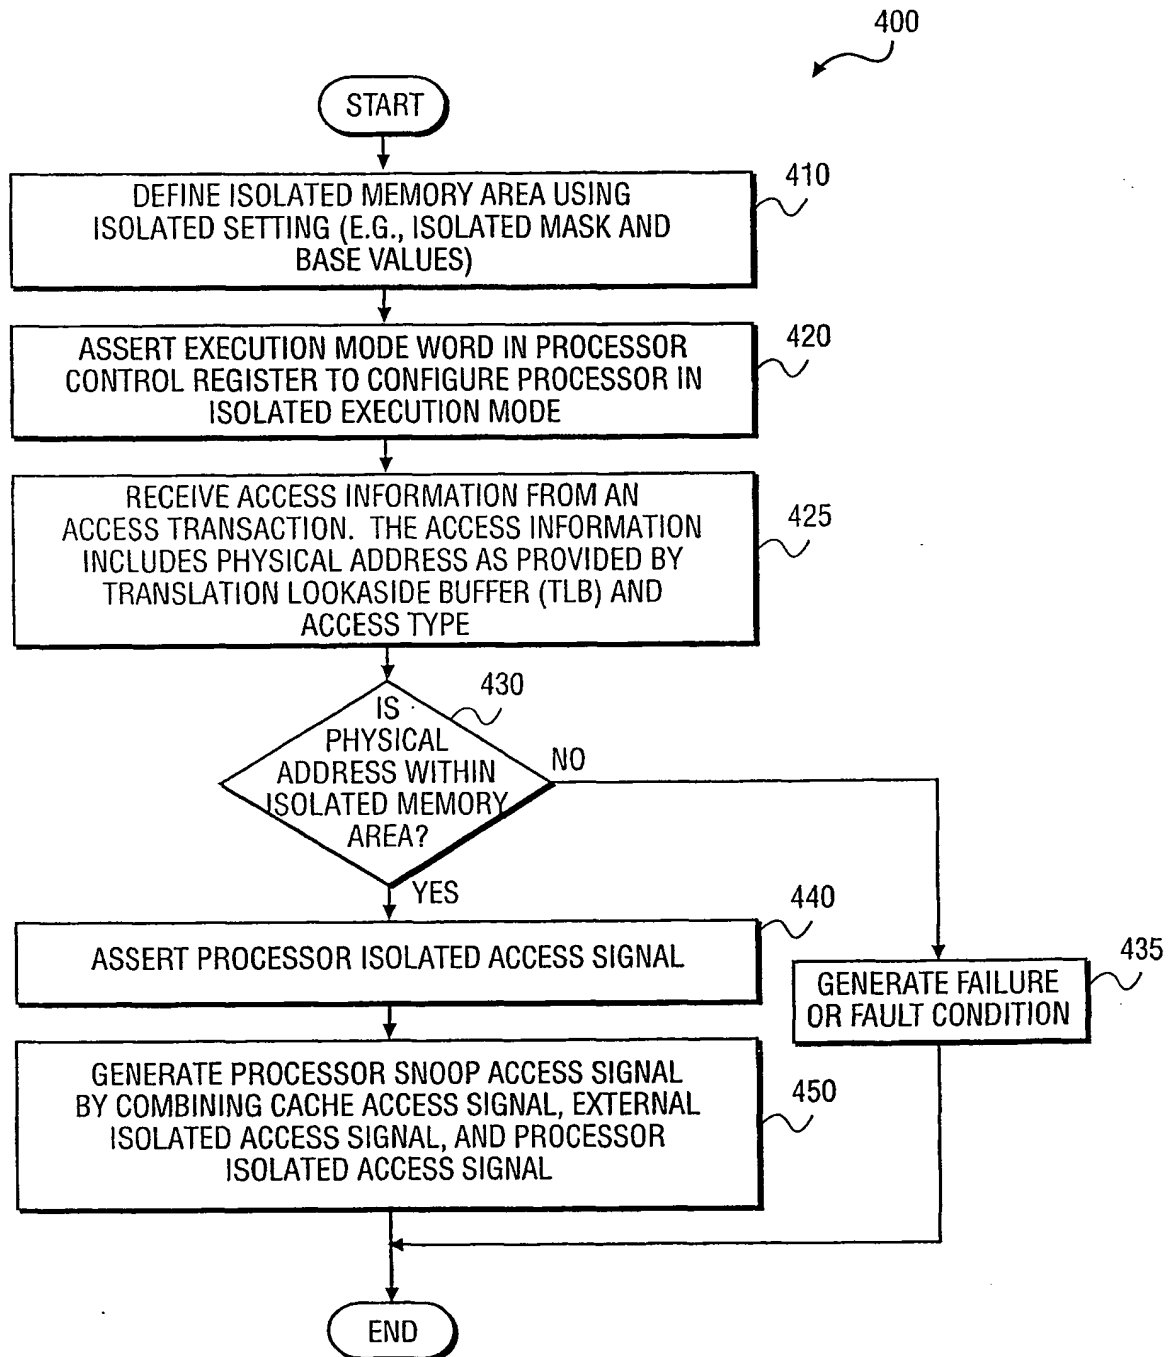 400
START
410
DEFINE ISOLATED MEMORY AREA USING
ISOLATED SETTING (E.G., ISOLATED MASK AND
BASE VALUES)
420
ASSERT EXECUTION MODE WORD IN PROCESSOR
CONTROL REGISTER TO CONFIGURE PROCESSOR IN
ISOLATED EXECUTION MODE
425
RECEIVE ACCESS INFORMATION FROM AN
ACCESS TRANSACTION. THE ACCESS INFORMATION
INCLUDES PHYSICAL ADDRESS AS PROVIDED BY
TRANSLATION LOOKASIDE BUFFER (TLB) AND
ACCESS TYPE
430
IS
PHYSICAL
ADDRESS WITHIN
ISOLATED MEMORY
AREA?
NO
YES
440
ASSERT PROCESSOR ISOLATED ACCESS SIGNAL
435
GENERATE FAILURE
OR FAULT CONDITION
450
GENERATE PROCESSOR SNOOP ACCESS SIGNAL
BY COMBINING CACHE ACCESS SIGNAL, EXTERNAL
ISOLATED ACCESS SIGNAL, AND PROCESSOR
ISOLATED ACCESS SIGNAL
END